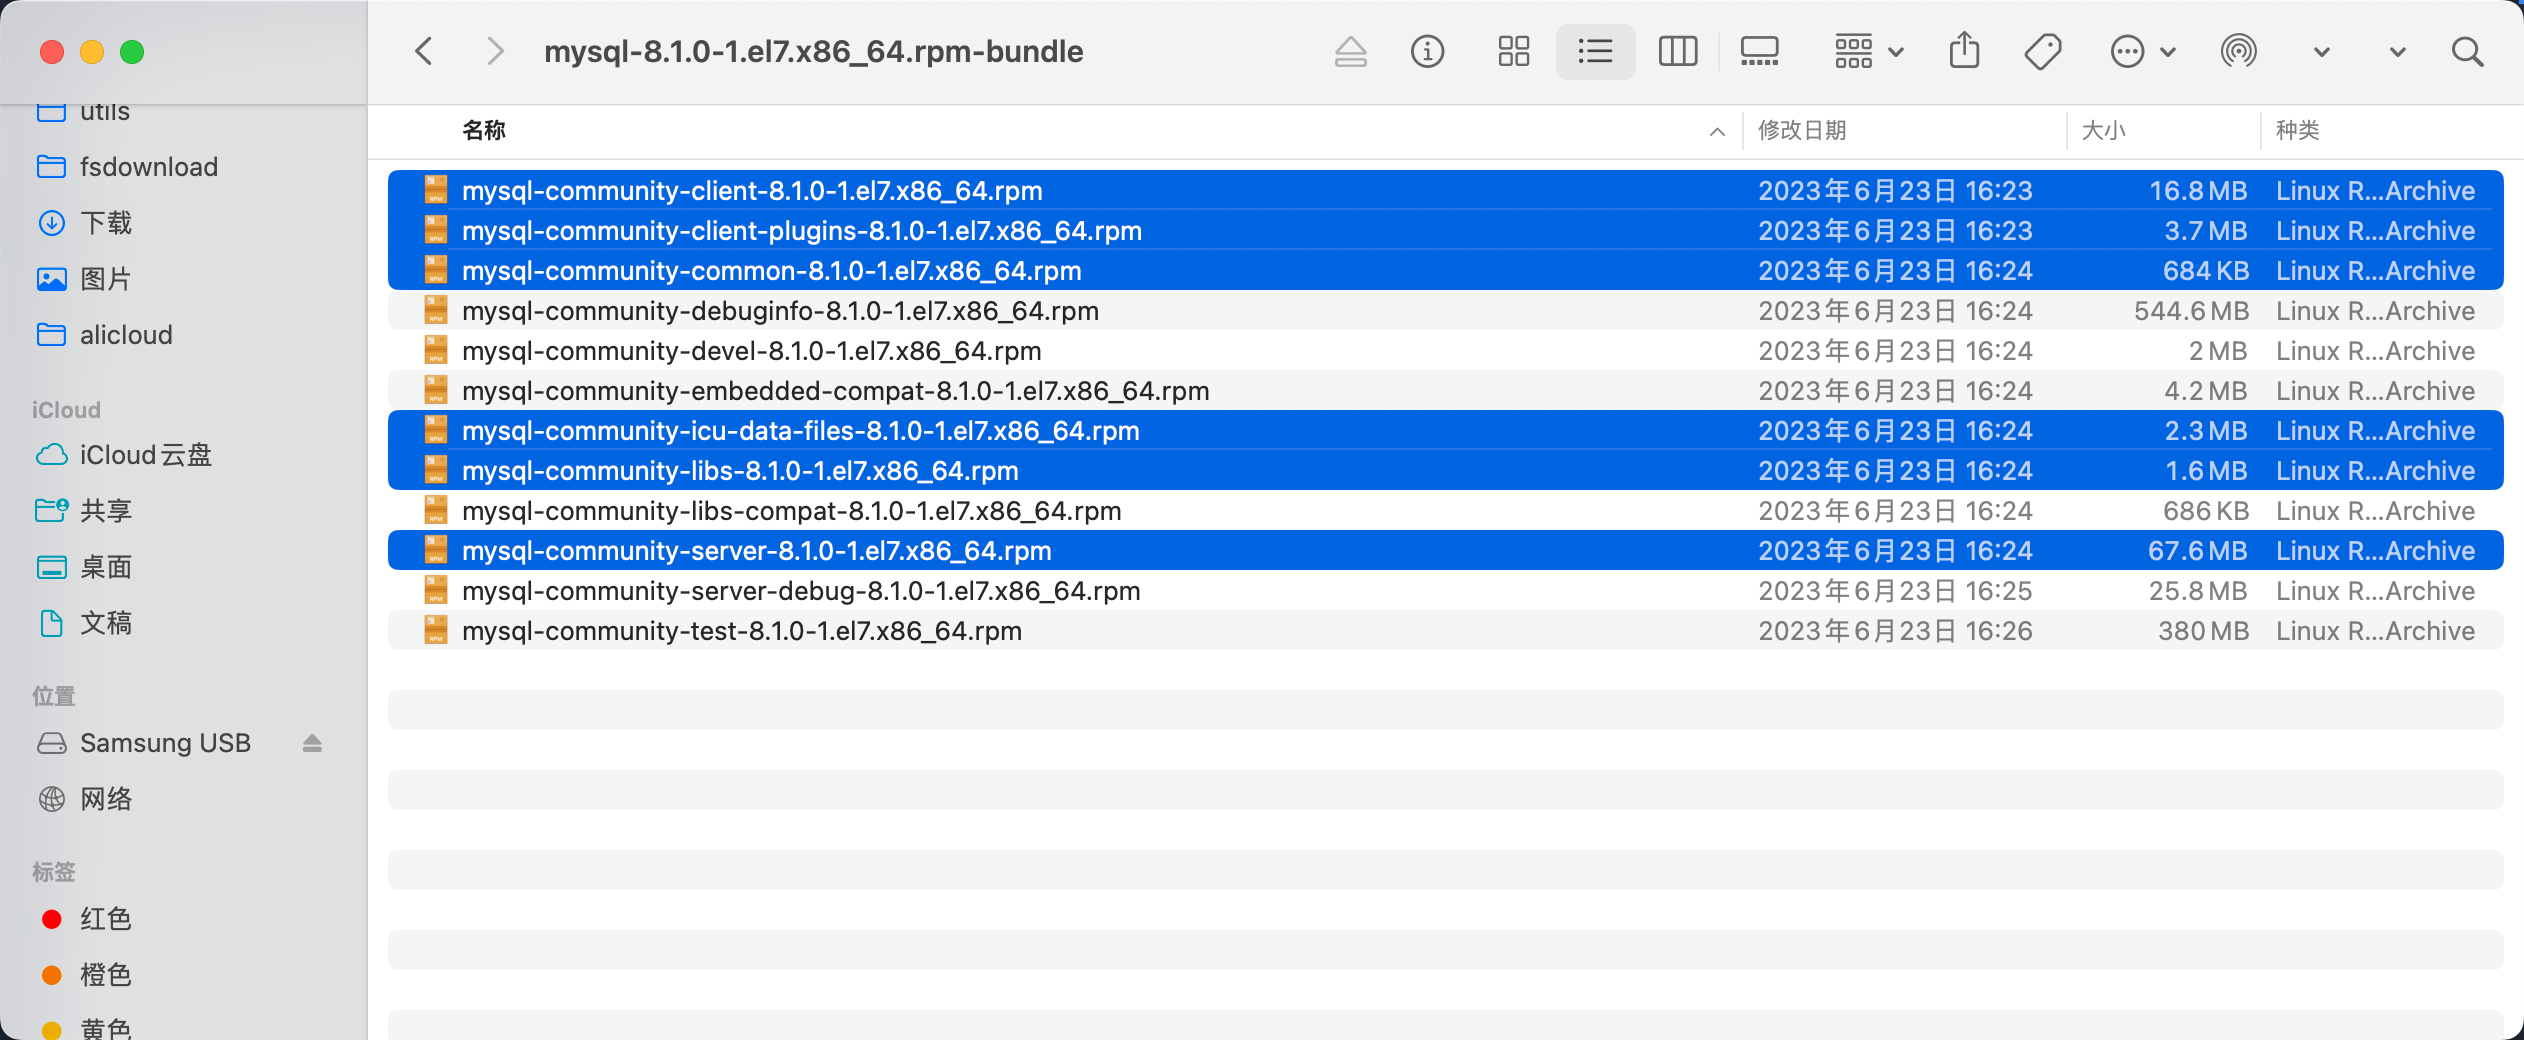 mysql-8.1.0-1.el7.x86_64.rpm-bundle
utils
fsdownload
下载
图片
alicloud
iCloud
iCloud云盘
共享
桌面
文稿
位置
Samsung USB
网络
标签
红色
橙色
黄色
名称 修改日期 大小 种类
mysql-community-client-8.1.0-1.el7.x86_64.rpm 2023年6月23日 16:23 16.8 MB Linux R...Archive
mysql-community-client-plugins-8.1.0-1.el7.x86_64.rpm 2023年6月23日 16:23 3.7 MB Linux R...Archive
mysql-community-common-8.1.0-1.el7.x86_64.rpm 2023年6月23日 16:24 684 KB Linux R...Archive
mysql-community-debuginfo-8.1.0-1.el7.x86_64.rpm 2023年6月23日 16:24 544.6 MB Linux R...Archive
mysql-community-devel-8.1.0-1.el7.x86_64.rpm 2023年6月23日 16:24 2 MB Linux R...Archive
mysql-community-embedded-compat-8.1.0-1.el7.x86_64.rpm 2023年6月23日 16:24 4.2 MB Linux R...Archive
mysql-community-icu-data-files-8.1.0-1.el7.x86_64.rpm 2023年6月23日 16:24 2.3 MB Linux R...Archive
mysql-community-libs-8.1.0-1.el7.x86_64.rpm 2023年6月23日 16:24 1.6 MB Linux R...Archive
mysql-community-libs-compat-8.1.0-1.el7.x86_64.rpm 2023年6月23日 16:24 686 KB Linux R...Archive
mysql-community-server-8.1.0-1.el7.x86_64.rpm 2023年6月23日 16:24 67.6 MB Linux R...Archive
mysql-community-server-debug-8.1.0-1.el7.x86_64.rpm 2023年6月23日 16:25 25.8 MB Linux R...Archive
mysql-community-test-8.1.0-1.el7.x86_64.rpm 2023年6月23日 16:26 380 MB Linux R...Archive